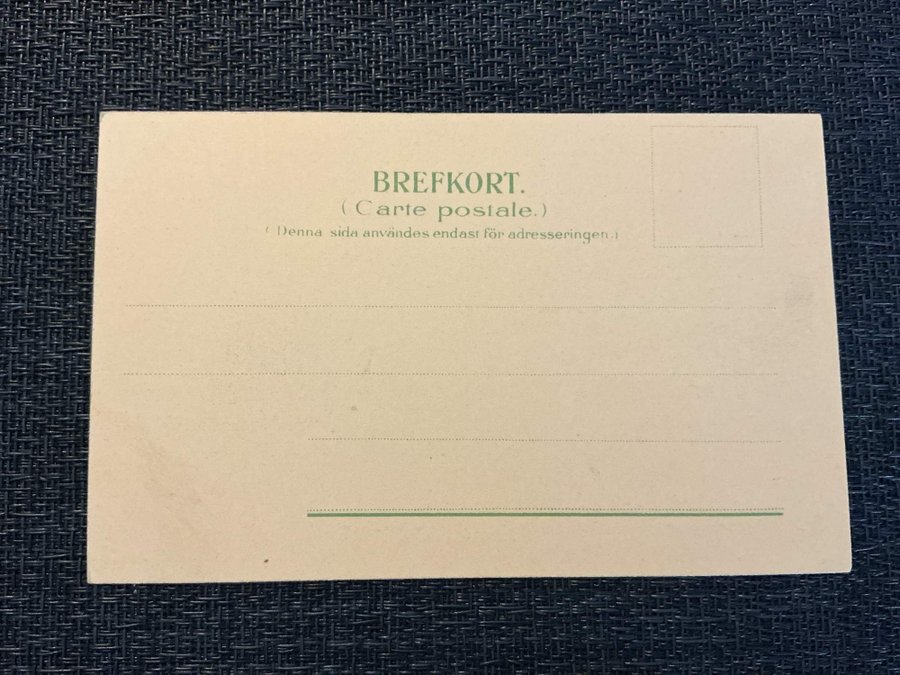 BREFKORT.
(Carte postale.)
(Denna sida användes endast för adresseringen.)